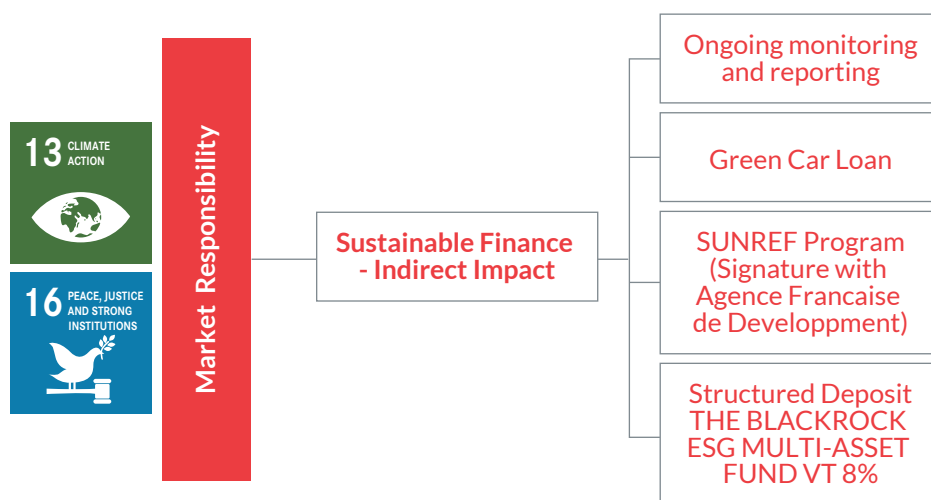 13 CLIMATE
ACTION
16 PEACE, JUSTICE
AND STRONG
INSTITUTIONS
Market Responsibility
Sustainable Finance
- Indirect Impact
Ongoing monitoring
and reporting
Green Car Loan
SUNREF Program
(Signature with
Agence Francaise
de Developpment)
Structured Deposit
THE BLACKROCK
ESG MULTI-ASSET
FUND VT 8%